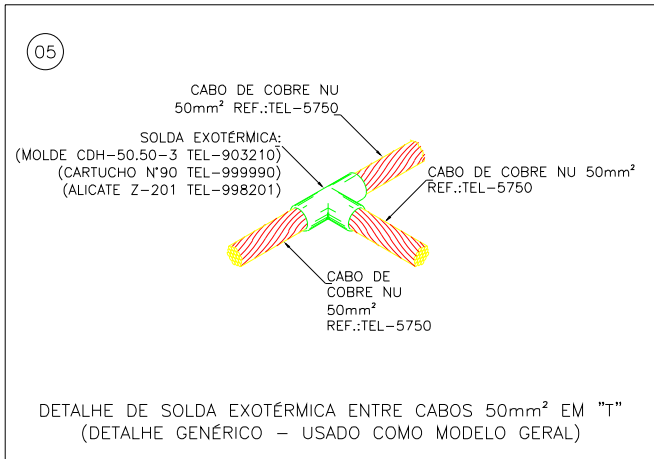 05
CABO DE COBRE NU
50mm² REF.:TEL-5750
SOLDA EXOTÉRMICA:
(MOLDE CDH-50.50-3 TEL-903210)
(CARTUCHO N°90 TEL-999990)
(ALICATE Z-201 TEL-998201)
CABO DE COBRE NU 50mm²
REF.:TEL-5750
CABO DE
COBRE NU
50mm²
REF.:TEL-5750
DETALHE DE SOLDA EXOTÉRMICA ENTRE CABOS 50mm² EM "T"
(DETALHE GENÉRICO - USADO COMO MODELO GERAL)